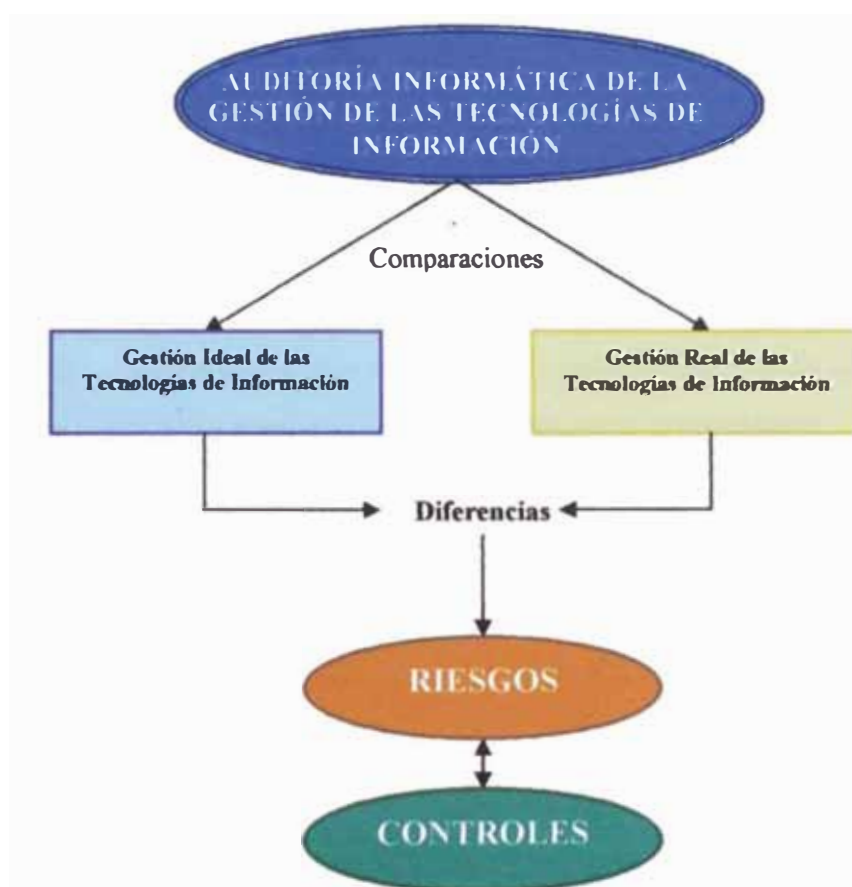 AUDITORÍA INFORMÁTICA DE LA
GESTIÓN DE LAS TECNOLOGÍAS DE
INFORMACIÓN
Comparaciones
Gestión Ideal de las
Tecnologías de Información
Gestión Real de las
Tecnologías de Información
Diferencias
RIESGOS
CONTROLES